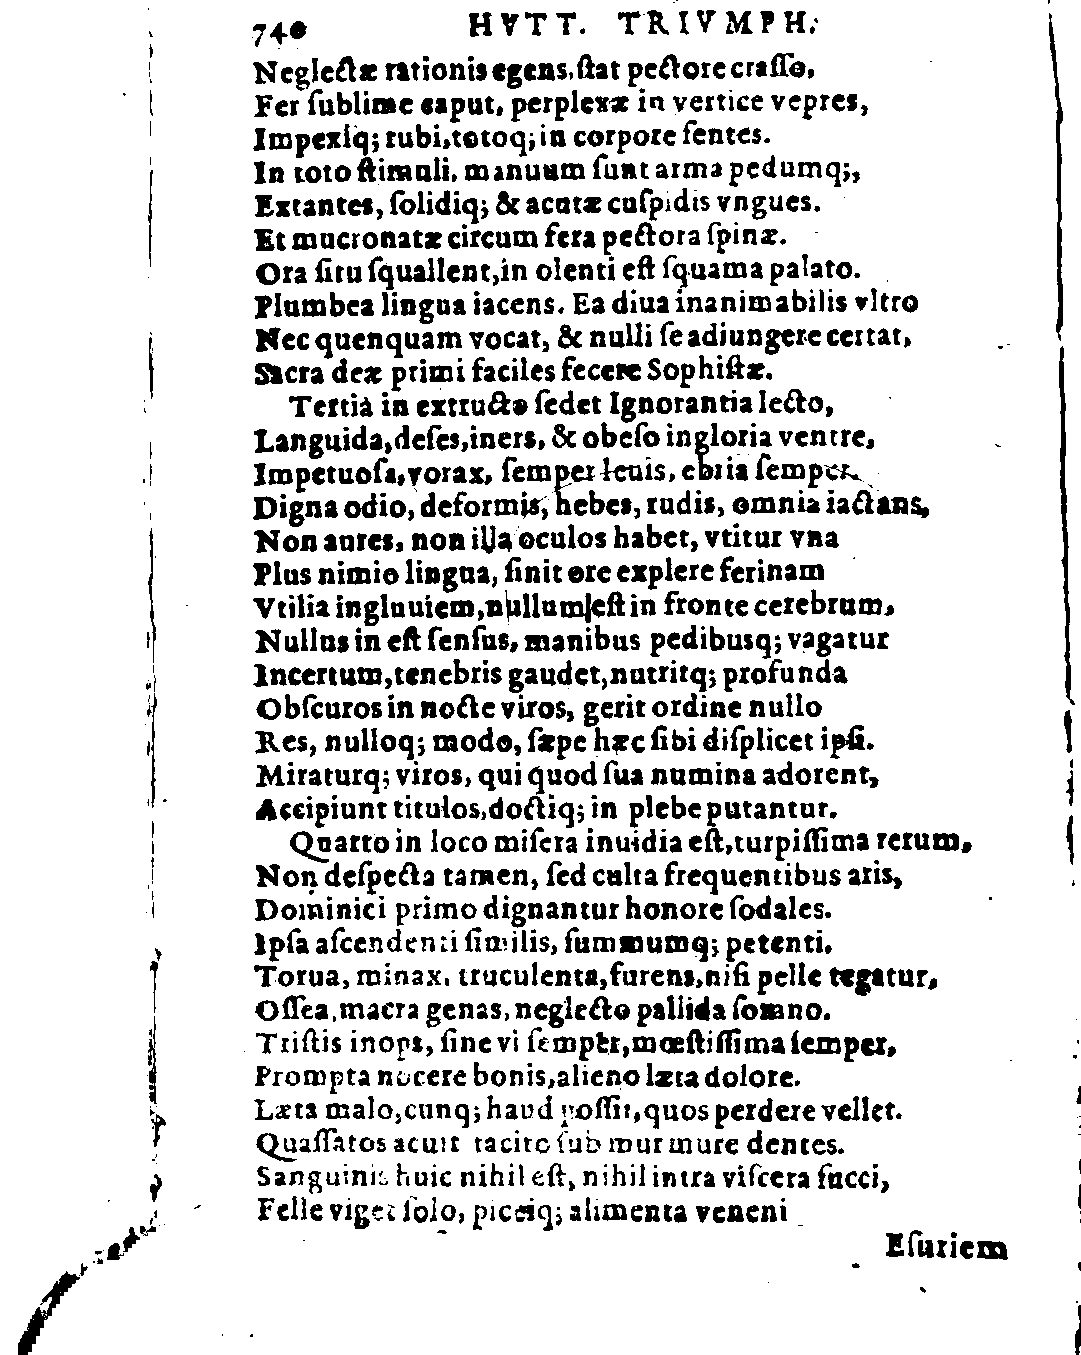 740 HVTT. TRIVMPH.
Neglectæ rationis egens, ſtat pectore craſſo,
Fer ſublime caput, perplexæ in vertice vepres,
Impexiq; rubi, totoq; in corpore ſentes.
In toto ſtimuli, manuum ſunt arma pedumq;,
Extantes, ſolidiq; & acutæ cuſpidis vngues.
Et mucronatæ circum fera pectora ſpinæ.
Ora ſitu ſquallent, in olenti eſt ſquama palato.
Plumbea lingua iacens. Ea diua inanimabilis vltro
Nec quenquam vocat, & nulli ſe adiungere certat,
Sacra deæ primi faciles fecere Sophiſtæ.
Tertia in extructo ſedet Ignorantia lecto,
Languida, deſes, iners, & obeſo ingloria ventre,
Impetuoſa, vorax, ſemper leuis, ebria ſemper
Digna odio, deformis, hebes, rudis, omnia iactans,
Non aures, non illa oculos habet, vtitur vna
Plus nimio lingua, ſinit ore explere ferinam
Vtilia ingluuiem, nullum eſt in fronte cerebrum,
Nullus in eſt ſenſus, manibus pedibusq; vagatur
Incertum, tenebris gaudet, nutritq; profunda
Obſcuros in nocte viros, gerit ordine nullo
Res, nulloq; modo, ſæpe hæc ſibi diſplicet ipſi.
Miraturq; viros, qui quod ſua numina adorent,
Accipiunt titulos, doctiq; in plebe putantur.
Quarto in loco miſera inuidia eſt, turpiſſima rerum,
Non deſpecta tamen, ſed culta frequentibus aris,
Dominici primo dignantur honore ſodales.
Ipſa aſcendenti ſimilis, ſummumq; petenti,
Torua, minax, truculenta, furens, niſi pelle tegatur,
Oſſea, macra genas, neglecto pallida ſomno.
Triſtis inops, ſine vi ſemper, mœſtiſſima ſemper,
Prompta nocere bonis, alieno læta dolore.
Læta malo, cunq; haud poſſit, quos perdere vellet.
Quaſſatos acuit tacito ſub murmure dentes.
Sanguinis huic nihil eſt, nihil intra viſcera ſucci,
Felle viget ſolo, piceiq; alimenta veneni
Eſuriem